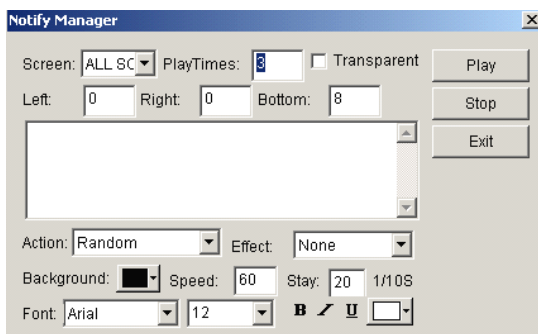 Notify Manager
Screen: ALL SC PlayTimes: 3 Transparent Play
Left: 0 Right: 0 Bottom: 8 Stop
Exit
Action: Random Effect: None
Background: Speed: 60 Stay: 20 1/10S
Font: Arial 12 B I U